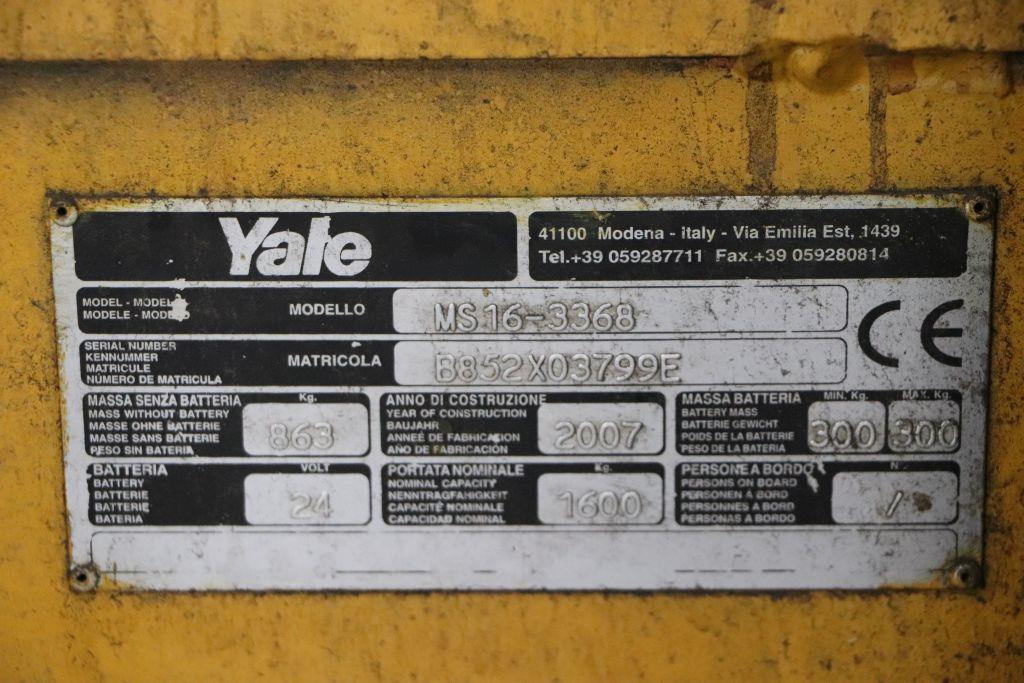 Yale
41100 Modena - Italy - Via Emilia Est, 1439
Tel.+39 059287711 Fax.+39 059280814
MODEL - MODEL
MODELE - MODELO
MODELLO
MS16-3368
CE
SERIAL NUMBER
KENNUMMER
MATRICULE
NÚMERO DE MATRICULA
MATRICOLA
B852X03799E
MASSA SENZA BATTERIA
MASS WITHOUT BATTERY
MASSE OHNE BATTERIE
MASSE SANS BATTERIE
PESO SIN BATERIA
Kg.
863
ANNO DI COSTRUZIONE
YEAR OF CONSTRUCTION
BAUJAHR
ANNEÉ DE FABRICATION
AÑO DE FABRICACIÓN
2007
MASSA BATTERIA
BATTERY MASS
BATTERIE GEWICHT
POIDS DE LA BATTERIE
PESO DE LA BATERIA
MIN. Kg.
300
MAX. Kg.
300
BATTERIA
BATTERY
BATTERIE
BATTERIE
BATERIA
VOLT
24
PORTATA NOMINALE
NOMINAL CAPACITY
NENNTRAGFAHIGKEIT
CAPACITÉ NOMINALE
CAPACIDAD NOMINAL
Kg.
1600
PERSONE A BORDO
PERSONS ON BOARD
PERSONEN Á BORD
PERSONNES A BORD
PERSONAS A BORDO
N
/